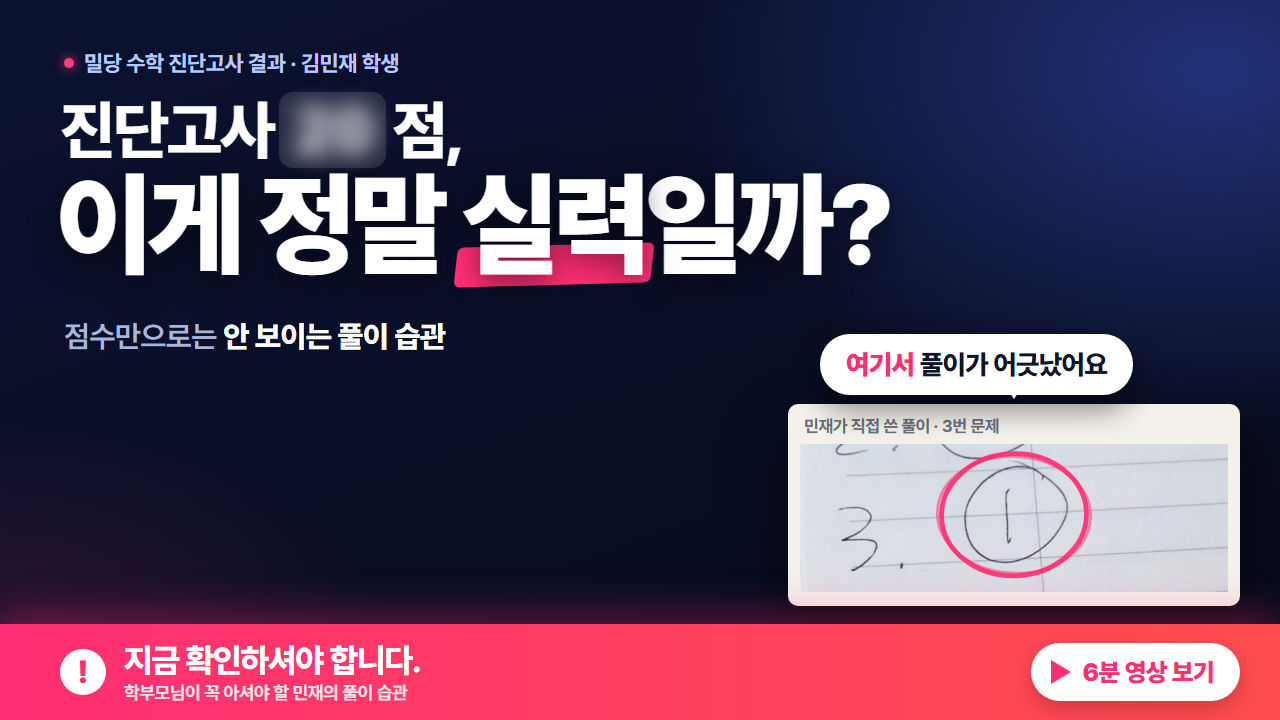 밀당 수학 진단고사 결과 · 김민재 학생
진단고사 점,
이게 정말 실력일까?
점수만으로는 안 보이는 풀이 습관
여기서 풀이가 어긋났어요
민재가 직접 쓴 풀이 · 3번 문제
3. ①
!
지금 확인하셔야 합니다.
학부모님이 꼭 아셔야 할 민재의 풀이 습관
▶ 6분 영상 보기